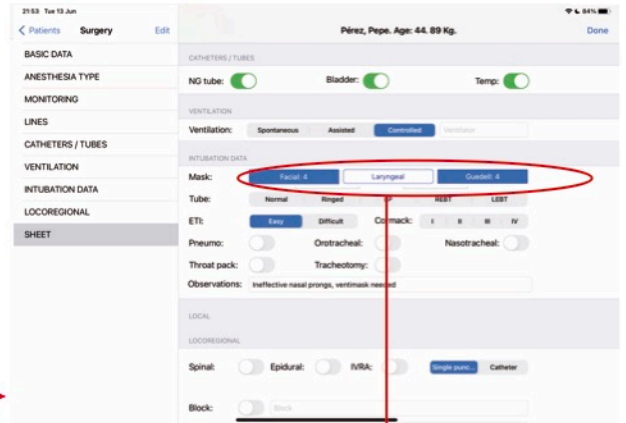 21:53 Tue 13 Jun 84%
Patients Surgery Edit
BASIC DATA
ANESTHESIA TYPE
MONITORING
LINES
CATHETERS / TUBES
VENTILATION
INTUBATION DATA
LOCOREGIONAL
SHEET
Pérez, Pepe. Age: 44. 89 Kg. Done
CATHETERS / TUBES
NG tube: Bladder: Temp:
VENTILATION
Ventilation: Spontaneous Assisted Controlled Ventilator
INTUBATION DATA
Mask: Facial: 4 Laryngeal Guedell: 4
Tube: Normal Ringed REBT LEBT
ETI: Easy Difficult Cormack: I II III IV
Pneumo: Orotracheal: Nasotracheal:
Throat pack: Tracheotomy:
Observations: Ineffective nasal prongs, ventimask needed
LOCAL
LOCOREGIONAL
Spinal: Epidural: IVRA: Single punc... Catheter
Block: Block